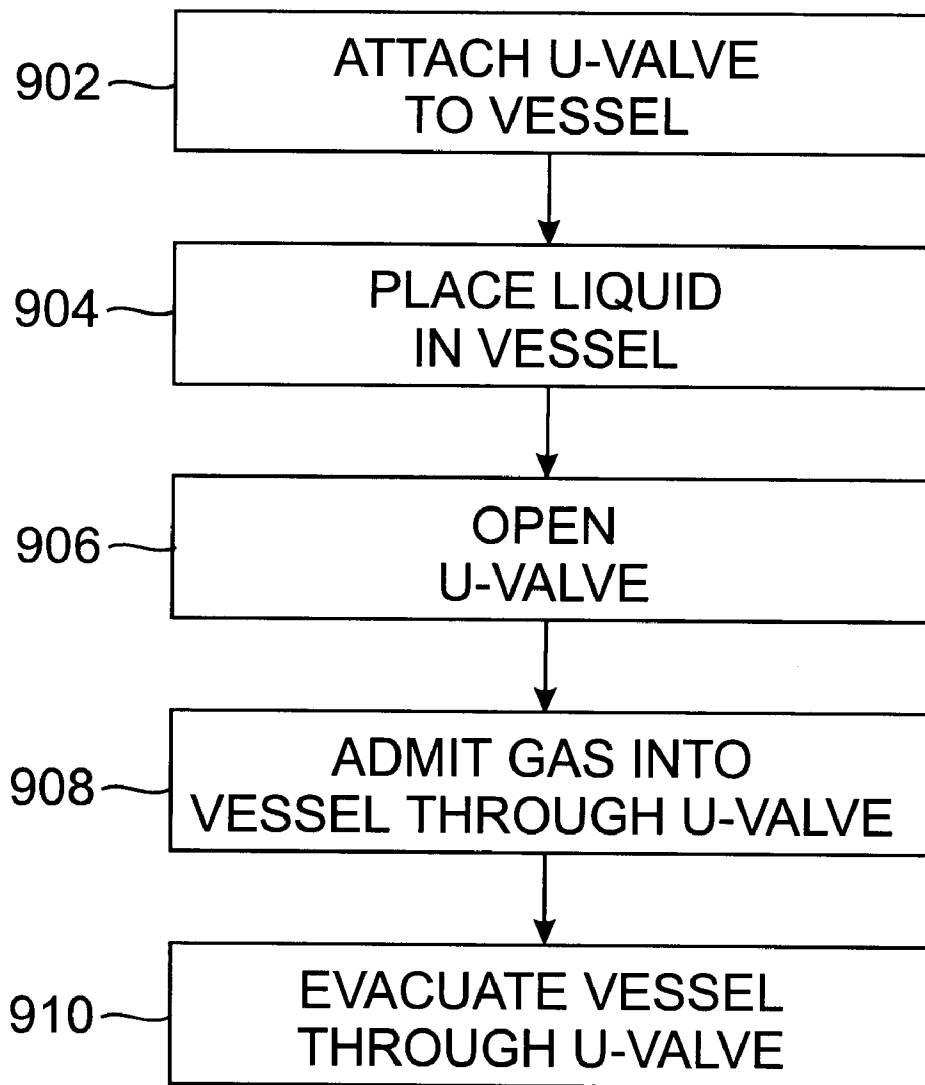 902
ATTACH U-VALVE
TO VESSEL
904
PLACE LIQUID
IN VESSEL
906
OPEN
U-VALVE
908
ADMIT GAS INTO
VESSEL THROUGH U-VALVE
910
EVACUATE VESSEL
THROUGH U-VALVE